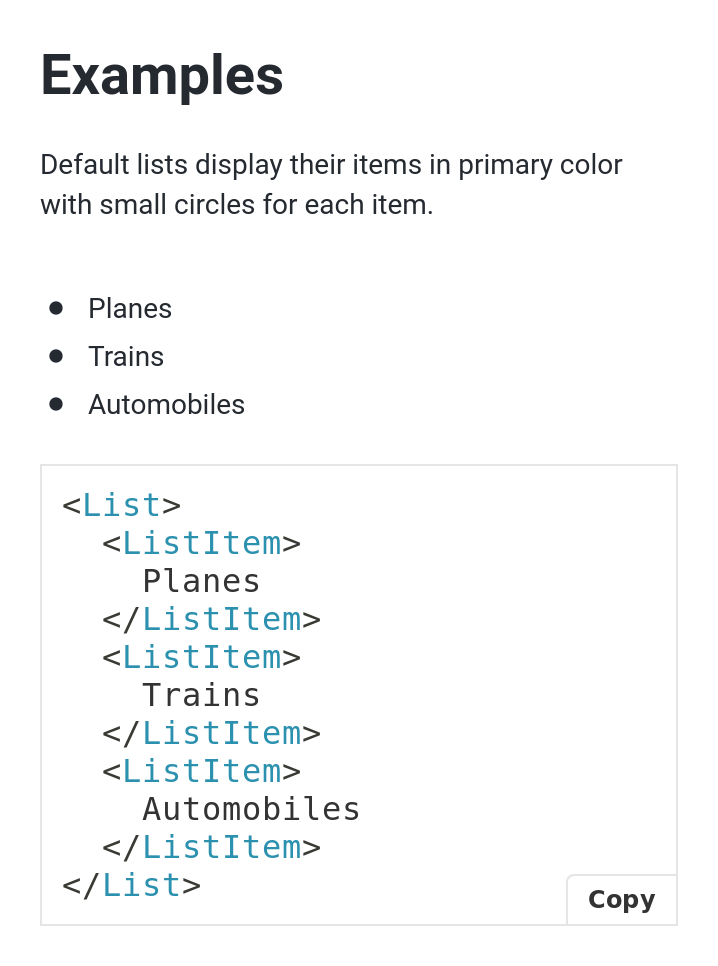 Examples
Default lists display their items in primary color
with small circles for each item.
Planes
Trains
Automobiles
<List>
  <ListItem>
    Planes
  </ListItem>
  <ListItem>
    Trains
  </ListItem>
  <ListItem>
    Automobiles
  </ListItem>
</List>
Copy